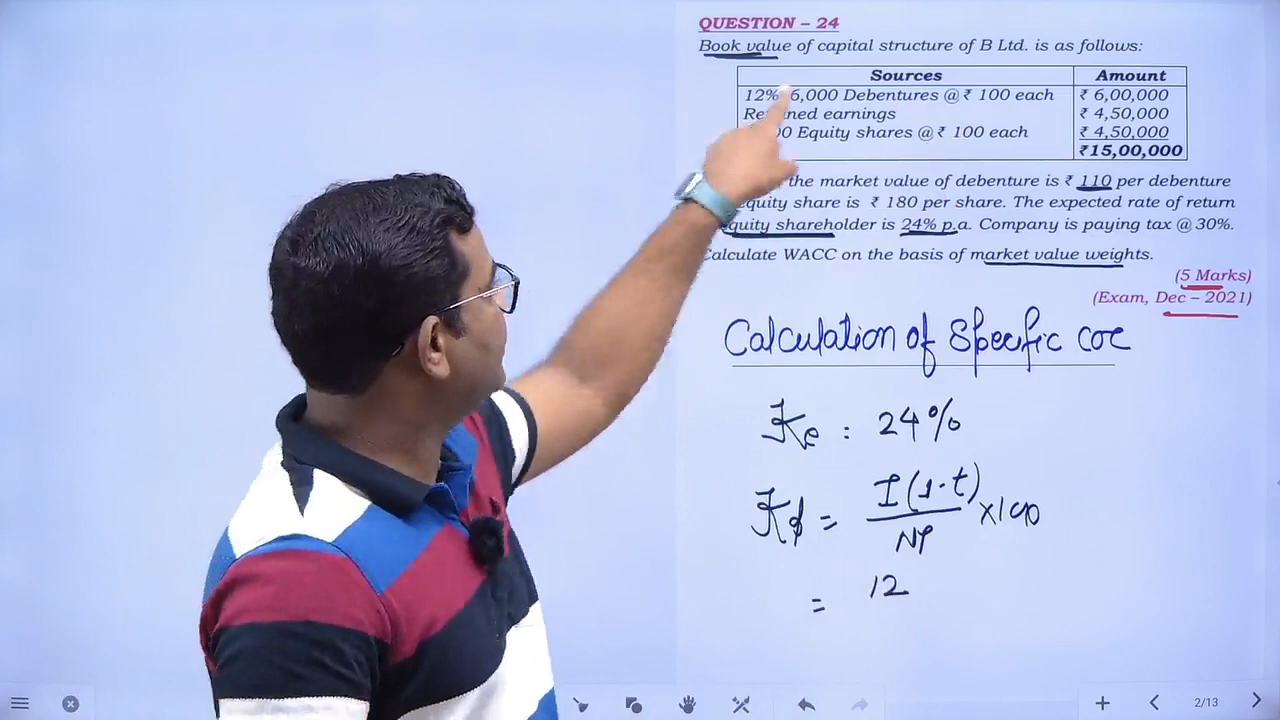 QUESTION – 24
Book value of capital structure of B Ltd. is as follows:
Sources Amount
12% 6,000 Debentures @ ₹ 100 each ₹ 6,00,000
Retained earnings ₹ 4,50,000
00 Equity shares @ ₹ 100 each ₹ 4,50,000
₹15,00,000
the market value of debenture is ₹ 110 per debenture
equity share is ₹ 180 per share. The expected rate of return
equity shareholder is 24% p.a. Company is paying tax @ 30%.
Calculate WACC on the basis of market value weights.
(5 Marks)
(Exam, Dec – 2021)
Calculation of Specific COC
Ke : 24%
Kd = I(1-t) x100
NP
= 12
2/13